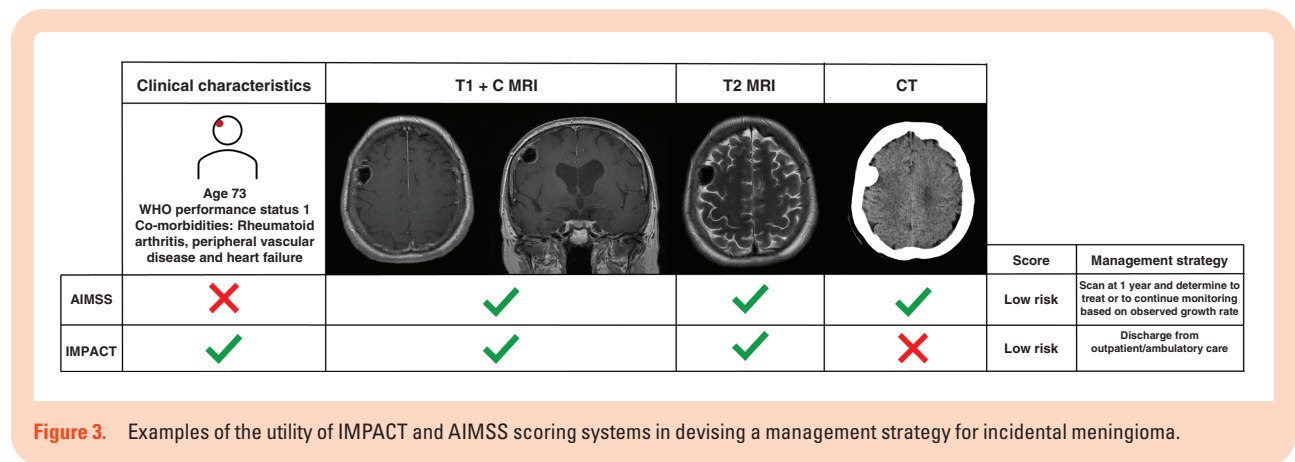 Clinical characteristics
T1 + C MRI
T2 MRI
CT
Age 73
WHO performance status 1
Co-morbidities: Rheumatoid
arthritis, peripheral vascular
disease and heart failure
Score
Management strategy
AIMSS
Low risk
Scan at 1 year and determine to
treat or to continue monitoring
based on observed growth rate
IMPACT
Low risk
Discharge from
outpatient/ambulatory care
Figure 3. Examples of the utility of IMPACT and AIMSS scoring systems in devising a management strategy for incidental meningioma.